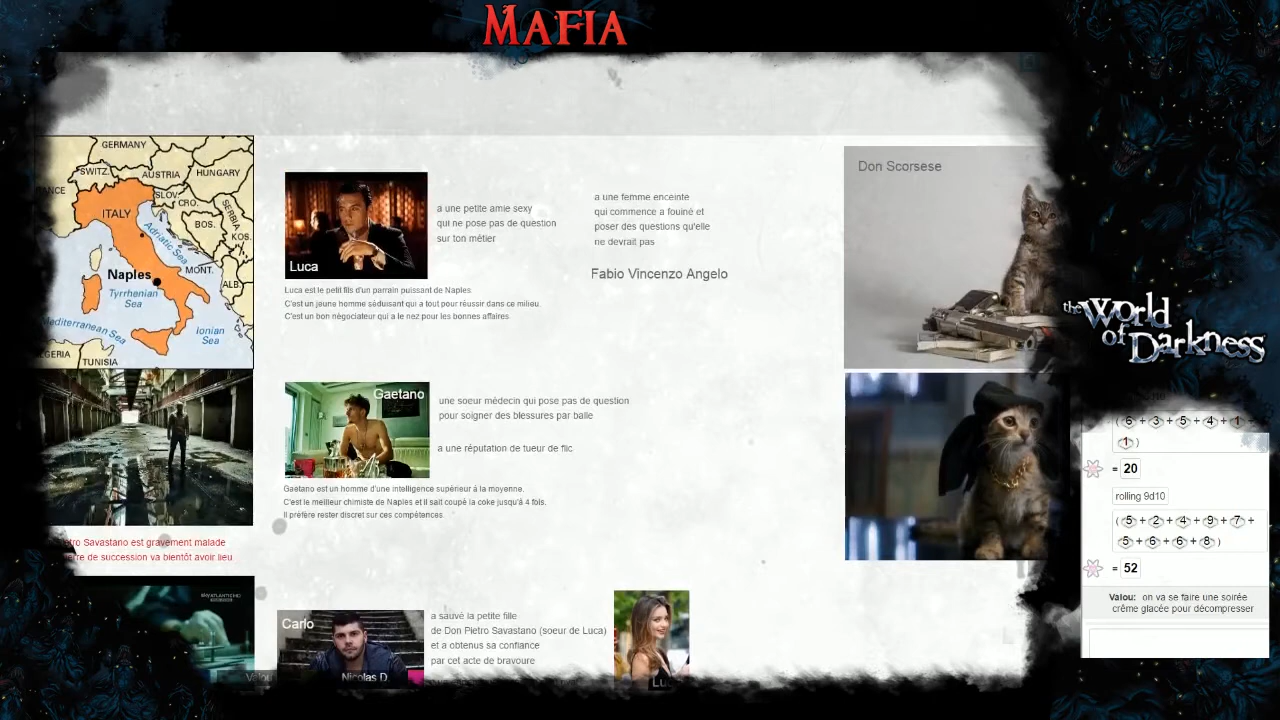 MAFIA
GERMANY
SWITZ.
AUSTRIA
HUNGARY
SLOV.
CRO.
ITALY
BOS.
SERBIA
KOS.
Adriatic Sea
Naples
MONT.
ALB.
Tyrrhenian
Sea
Mediterranean Sea
Ionian
Sea
TUNISIA
Luca
a une petite amie sexy
qui ne pose pas de question
sur ton métier
a une femme enceinte
qui commence a fouiné et
poser des questions qu'elle
ne devrait pas
Fabio Vincenzo Angelo
Luca est le petit fils d'un parrain puissant de Naples.
C'est un jeune homme séduisant qui a tout pour réussir dans ce milieu.
C'est un bon négociateur qui a le nez pour les bonnes affaires
Don Scorsese
Gaetano
une soeur médecin qui pose pas de question
pour soigner des blessures par balle
a une réputation de tueur de flic
Gaetano est un homme d'une intelligence supérieur à la moyenne.
C'est le meilleur chimiste de Naples et il sait coupé la coke jusqu'à 4 fois.
Il préfère rester discret sur ces compétences
Savastano est gravement malade
de succession va bientôt avoir lieu
Carlo
Nicolas D.
Valou
a sauvé la petite fille
de Don Pietro Savastano (soeur de Luca)
et a obtenus sa confiance
par cet acte de bravoure
the World
of Darkness
(6+3+5+4+1+
1)
= 20
rolling 9d10
(5+2+4+9+7+
5+6+6+8)
= 52
Valou: on va se faire une soirée
crême glacée pour décompresser